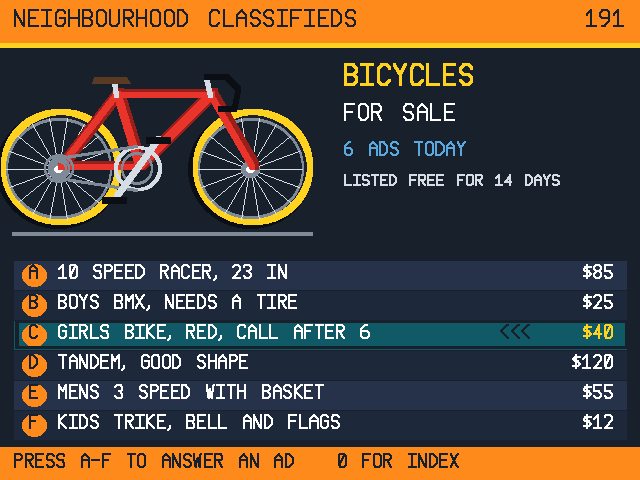 NEIGHBOURHOOD CLASSIFIEDS 191
BICYCLES
FOR SALE
6 ADS TODAY
LISTED FREE FOR 14 DAYS
A 10 SPEED RACER, 23 IN $85
B BOYS BMX, NEEDS A TIRE $25
C GIRLS BIKE, RED, CALL AFTER 6 <<< $40
D TANDEM, GOOD SHAPE $120
E MENS 3 SPEED WITH BASKET $55
F KIDS TRIKE, BELL AND FLAGS $12
PRESS A-F TO ANSWER AN AD 0 FOR INDEX